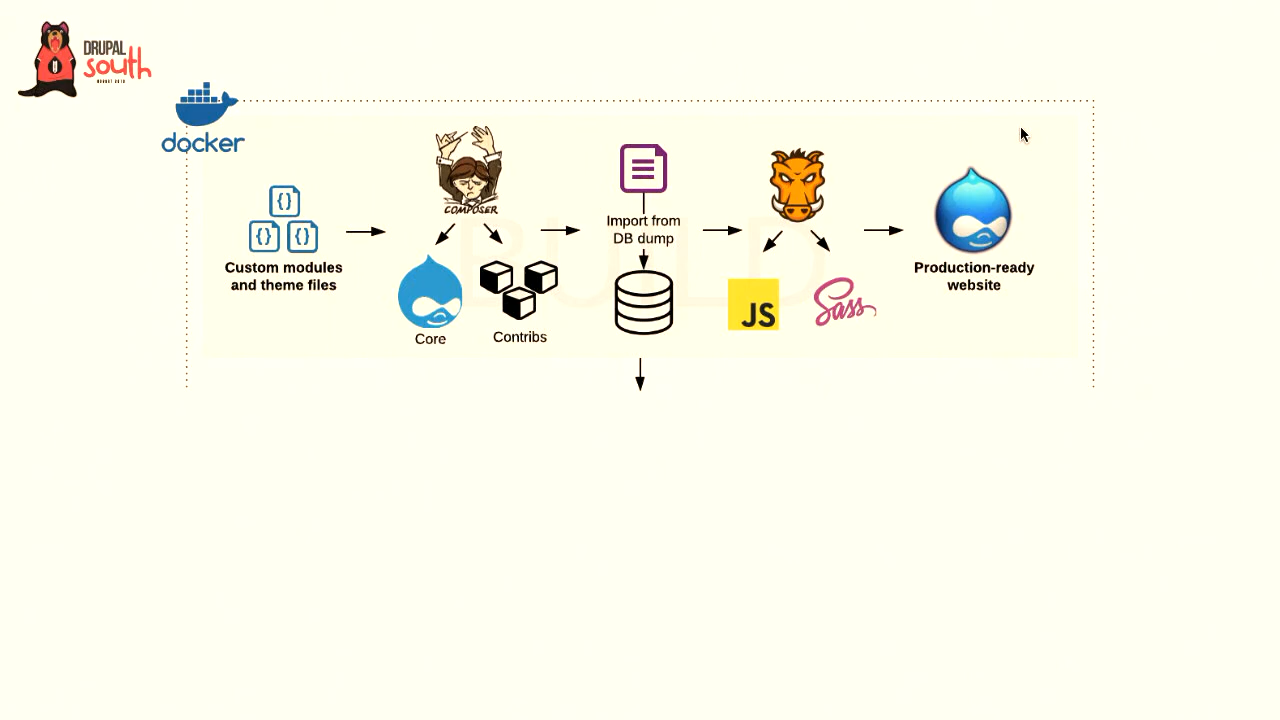 DRUPAL
south
docker
COMPOSER
Import from
DB dump
{}
{} {}
BUILD
Custom modules
and theme files
Production-ready
website
JS
Sass
Core
Contribs